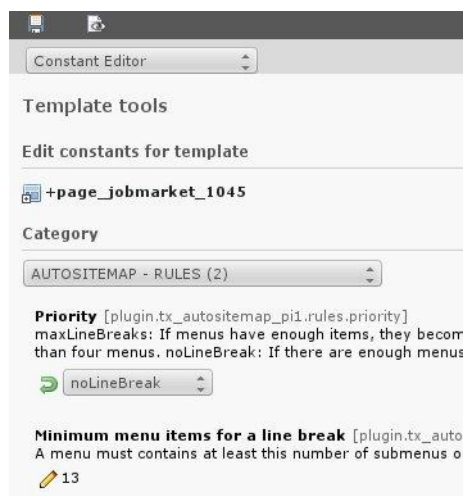 Constant Editor
Template tools
Edit constants for template
+page_jobmarket_1045
Category
AUTOSITEMAP - RULES (2)
Priority [plugin.tx_autositemap_pi1.rules.priority]
maxLineBreaks: If menus have enough items, they becom
than four menus. noLineBreak: If there are enough menus
noLineBreak
Minimum menu items for a line break [plugin.tx_auto
A menu must contains at least this number of submenus o
13